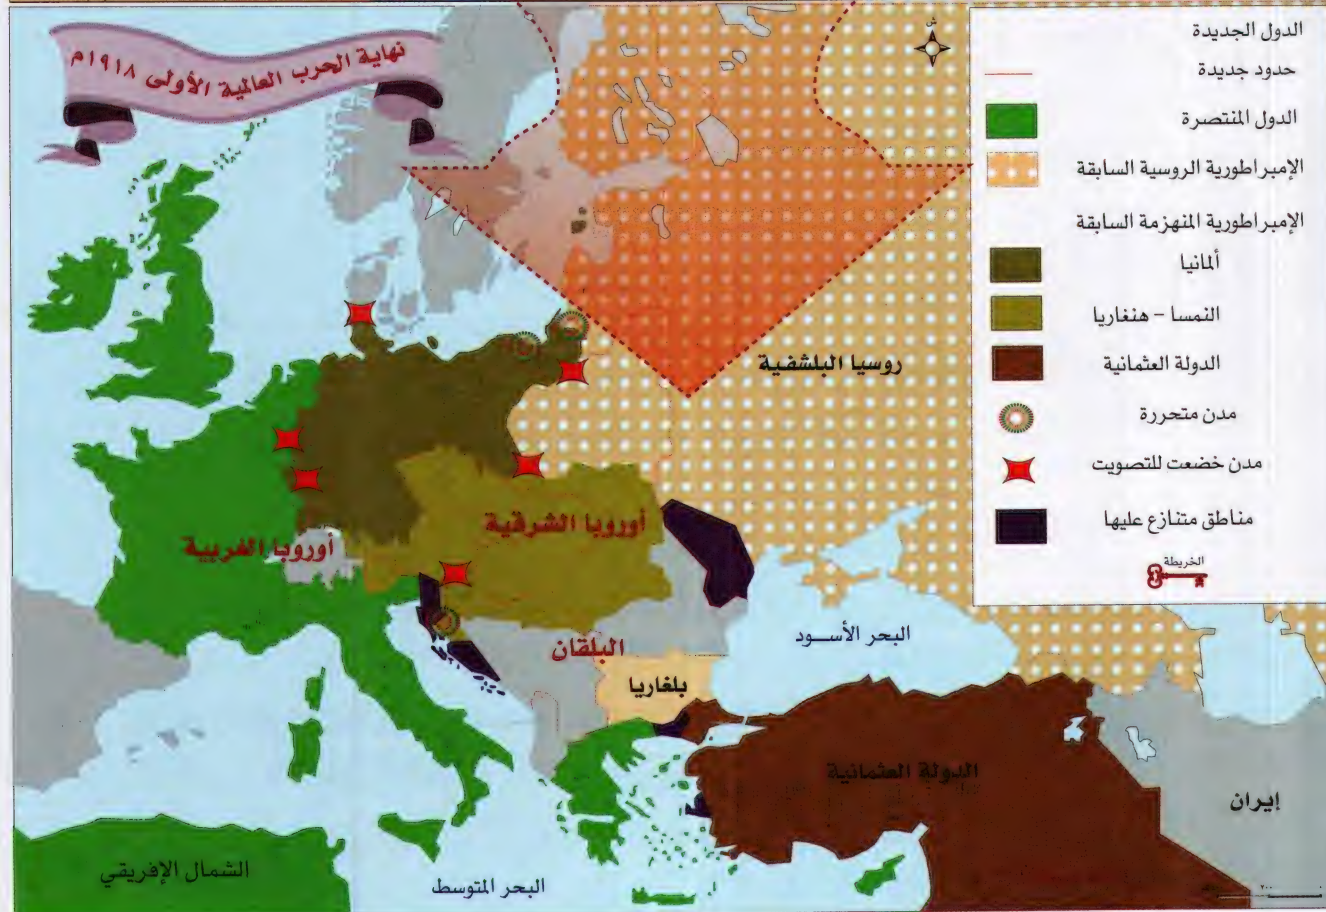 نهاية الحرب العالمية الأولى ١٩١٨م
ش
الدول الجديدة
حدود جديدة
الدول المنتصرة
الإمبراطورية الروسية السابقة
الإمبراطورية المنهزمة السابقة
ألمانيا
النمسا - هنغاريا
الدولة العثمانية
مدن متحررة
مدن خضعت للتصويت
مناطق متنازع عليها
الخريطة
روسيا البلشفية
أوروبا الشرقية
أوروبا الغربية
البحر الأســود
البلقان
بلغاريا
الدولة العثمانية
إيران
الشمال الإفريقي
البحر المتوسط
٢٠٠